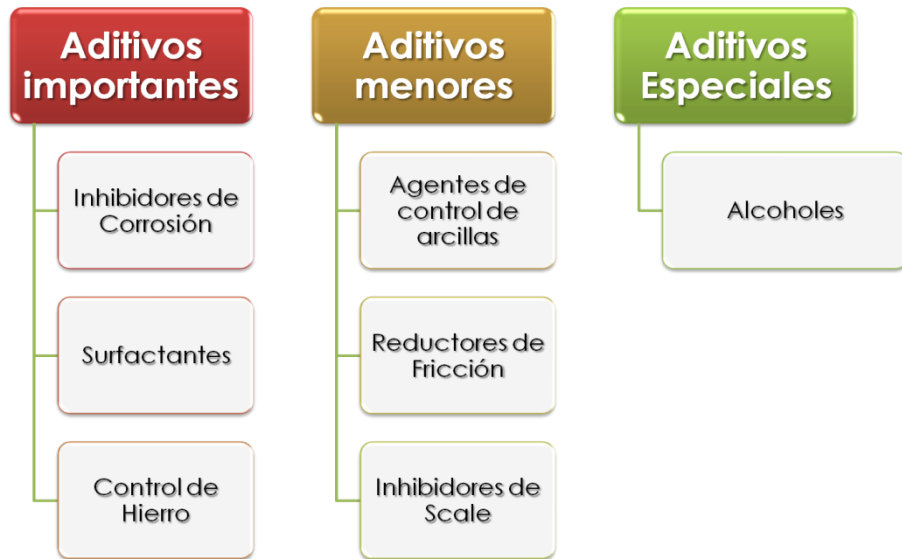 Aditivos
importantes
Inhibidores de
Corrosión
Surfactantes
Control de
Hierro
Aditivos
menores
Agentes de
control de
arcillas
Reductores de
Fricción
Inhibidores de
Scale
Aditivos
Especiales
Alcoholes